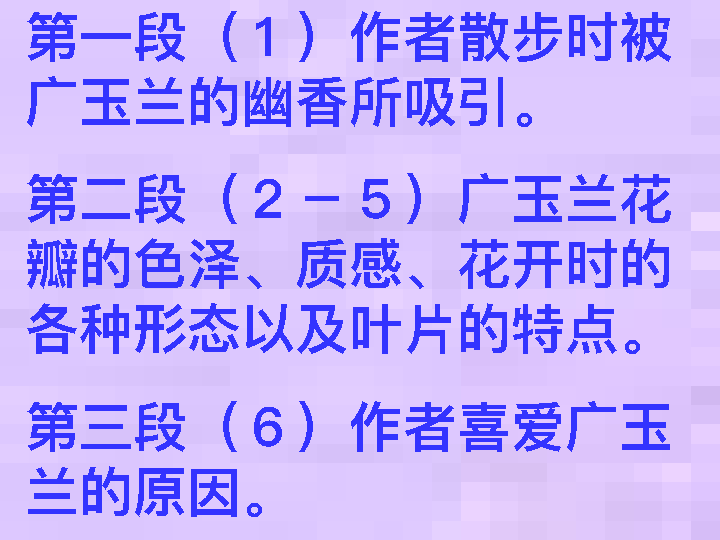 第一段（1）作者散步时被
广玉兰的幽香所吸引。
第二段（2－5）广玉兰花
瓣的色泽、质感、花开时的
各种形态以及叶片的特点。
第三段（6）作者喜爱广玉
兰的原因。